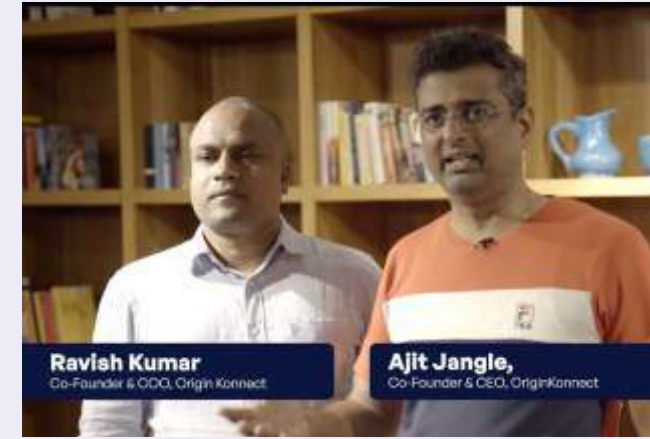 Ravish Kumar
Co-Founder & COO, Origin Konnect
Ajit Jangle,
Co-Founder & CEO, OriginKonnect